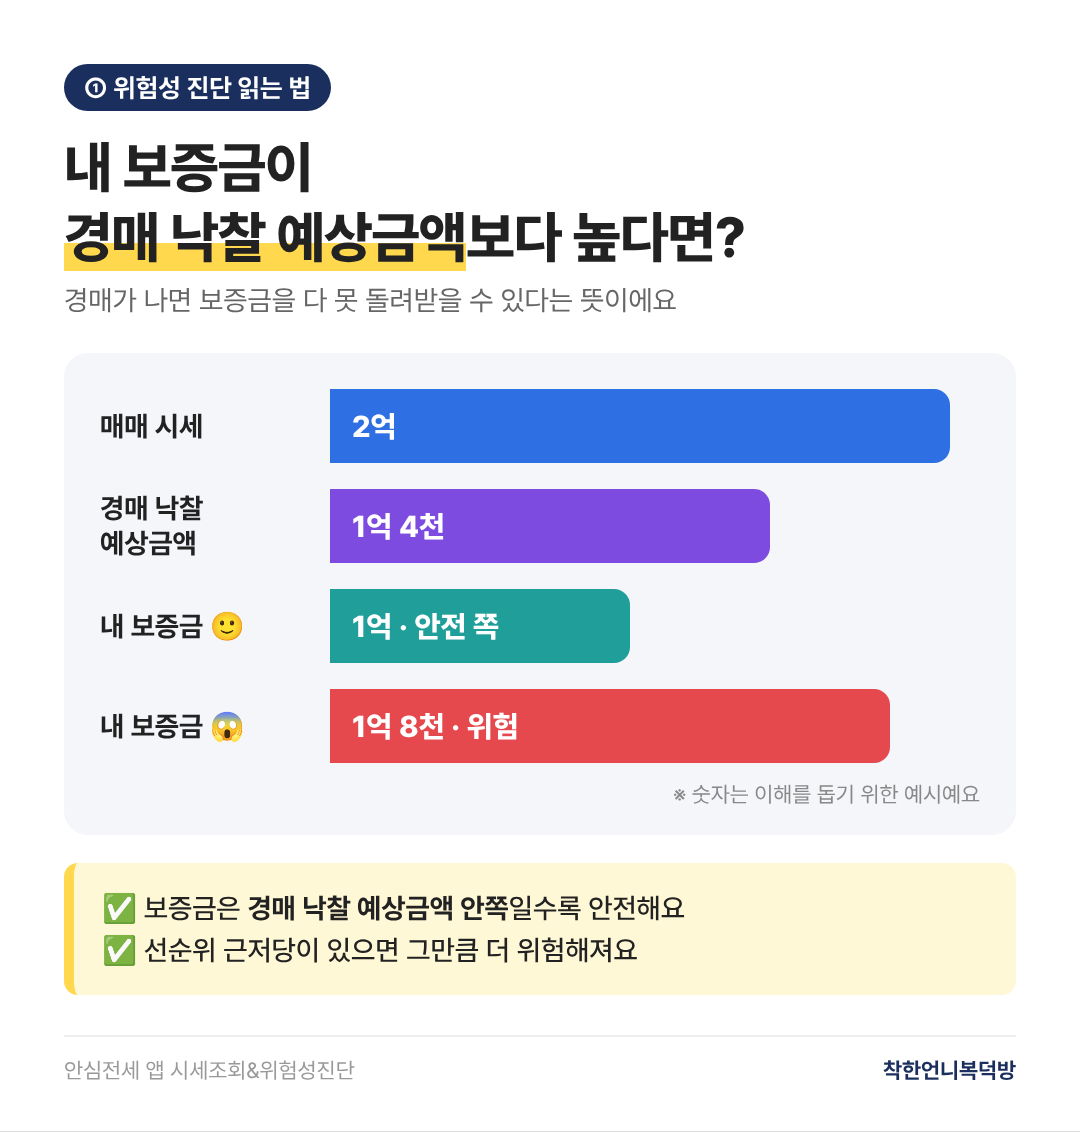 ① 위험성 진단 읽는 법
내 보증금이
경매 낙찰 예상금액보다 높다면?
경매가 나면 보증금을 다 못 돌려받을 수 있다는 뜻이에요
매매 시세
2억
경매 낙찰
예상금액
1억 4천
내 보증금 🙂
1억 · 안전 쪽
내 보증금 😱
1억 8천 · 위험
※ 숫자는 이해를 돕기 위한 예시예요
✅ 보증금은 경매 낙찰 예상금액 안쪽일수록 안전해요
✅ 선순위 근저당이 있으면 그만큼 더 위험해져요
안심전세 앱 시세조회&위험성진단
착한언니복덕방